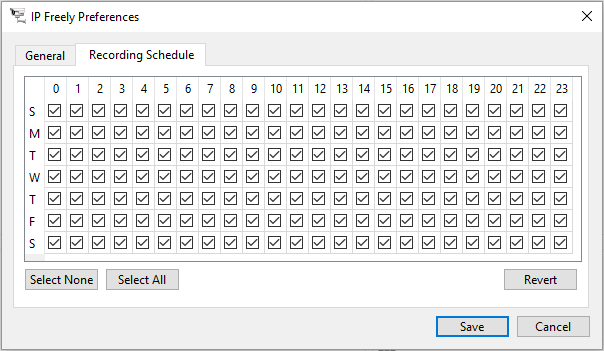 IP Freely Preferences
General Recording Schedule
0 1 2 3 4 5 6 7 8 9 10 11 12 13 14 15 16 17 18 19 20 21 22 23
S
M
T
W
T
F
S
Select None Select All Revert
Save Cancel